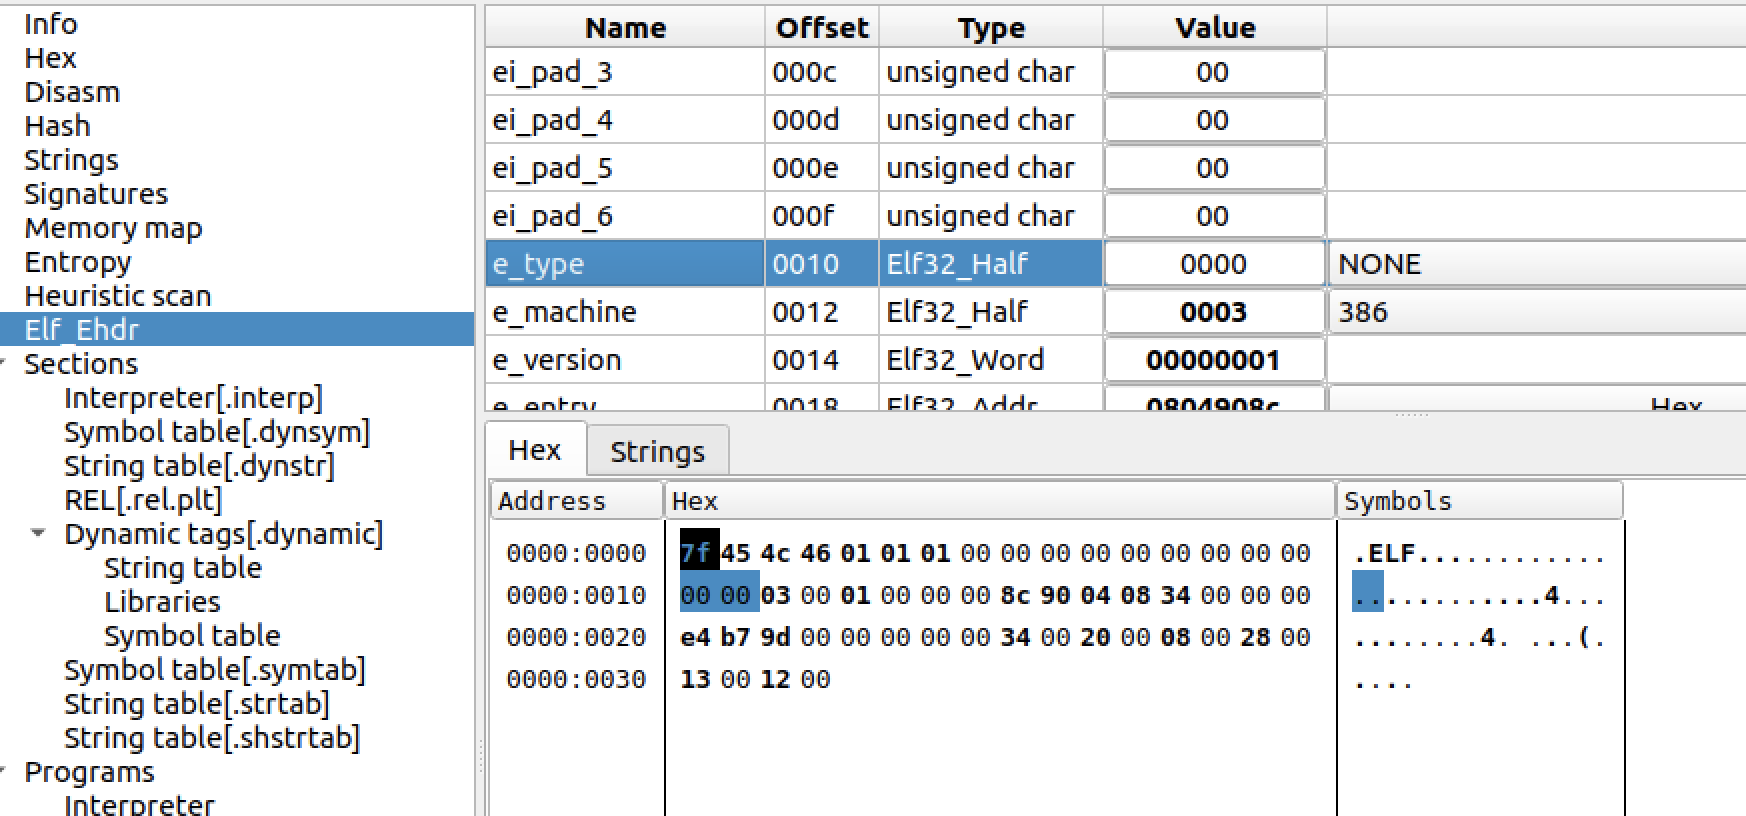 Info
Hex
Disasm
Hash
Strings
Signatures
Memory map
Entropy
Heuristic scan
Elf_Ehdr
Sections
Interpreter[.interp]
Symbol table[.dynsym]
String table[.dynstr]
REL[.rel.plt]
Dynamic tags[.dynamic]
String table
Libraries
Symbol table
Symbol table[.symtab]
String table[.strtab]
String table[.shstrtab]
Programs
Interpreter
Name Offset Type Value
ei_pad_3 000c unsigned char 00
ei_pad_4 000d unsigned char 00
ei_pad_5 000e unsigned char 00
ei_pad_6 000f unsigned char 00
e_type 0010 Elf32_Half 0000 NONE
e_machine 0012 Elf32_Half 0003 386
e_version 0014 Elf32_Word 00000001
e_entry 0018 Elf32_Addr 0804908c Hex
Hex Strings
Address Hex Symbols
0000:0000 7f 45 4c 46 01 01 01 00 00 00 00 00 00 00 00 00 .ELF............
0000:0010 00 00 03 00 01 00 00 00 8c 90 04 08 34 00 00 00 ............4...
0000:0020 e4 b7 9d 00 00 00 00 00 34 00 20 00 08 00 28 00 ........4. ...(.
0000:0030 13 00 12 00 ....